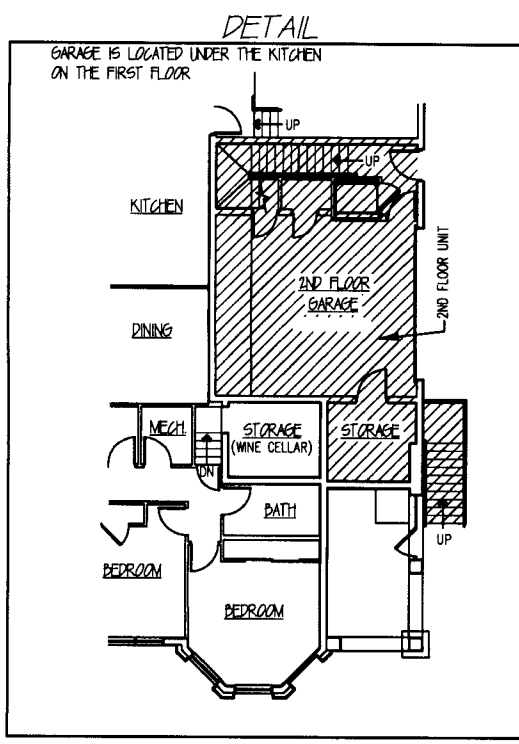 DETAIL
GARAGE IS LOCATED UNDER THE KITCHEN
ON THE FIRST FLOOR
UP
UP
KITCHEN
2ND FLOOR
GARAGE
2ND FLOOR UNIT
DINING
MECH.
STORAGE
(WINE CELLAR)
STORAGE
DN
BATH
UP
BEDROOM
BEDROOM